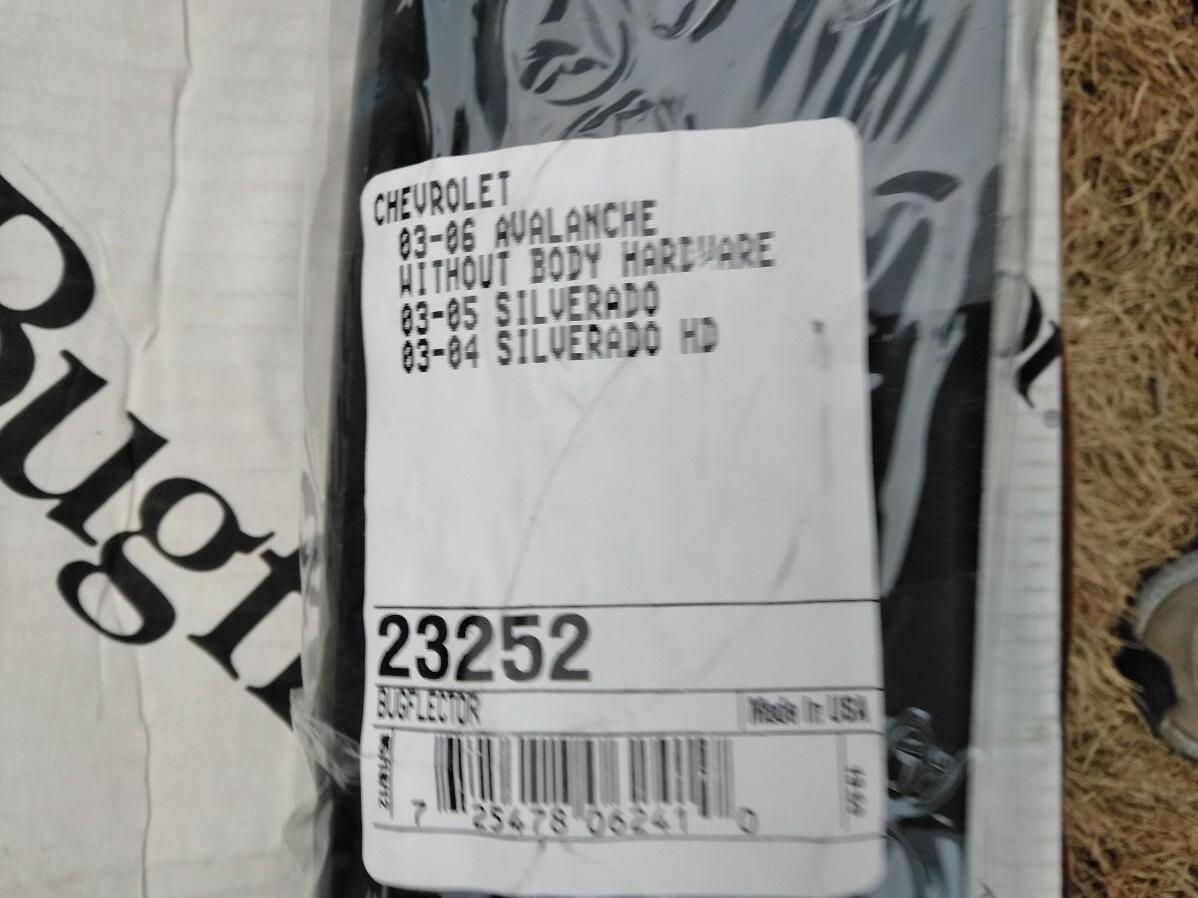 CHEVROLET
03-06 AVALANCHE
WITHOUT BODY HARDWARE
03-05 SILVERADO
03-04 SILVERADO HD
23252
BUGFLECTOR
Made In USA
7 25478 06241 0
Bugfl